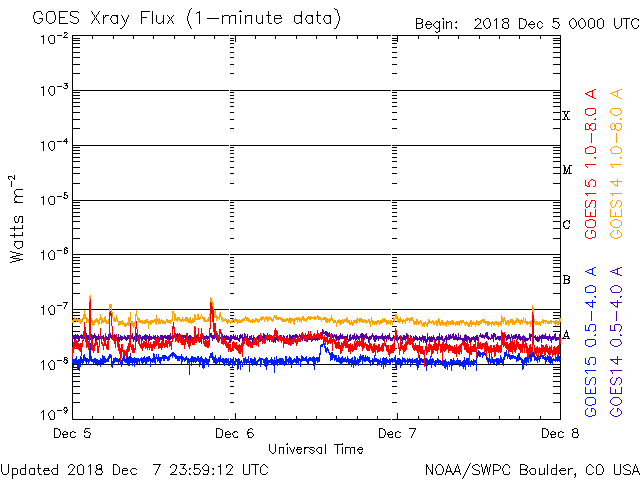 GOES Xray Flux (1-minute data)
Begin: 2018 Dec 5 0000 UTC
10-2
10-3
10-4
10-5
10-6
10-7
10-8
10-9
Watts m-2
X
M
C
B
A
GOES15 1.0-8.0 A
GOES14 1.0-8.0 A
GOES15 0.5-4.0 A
GOES14 0.5-4.0 A
Dec 5
Dec 6
Dec 7
Dec 8
Universal Time
Updated 2018 Dec 7 23:59:12 UTC
NOAA/SWPC Boulder, CO USA